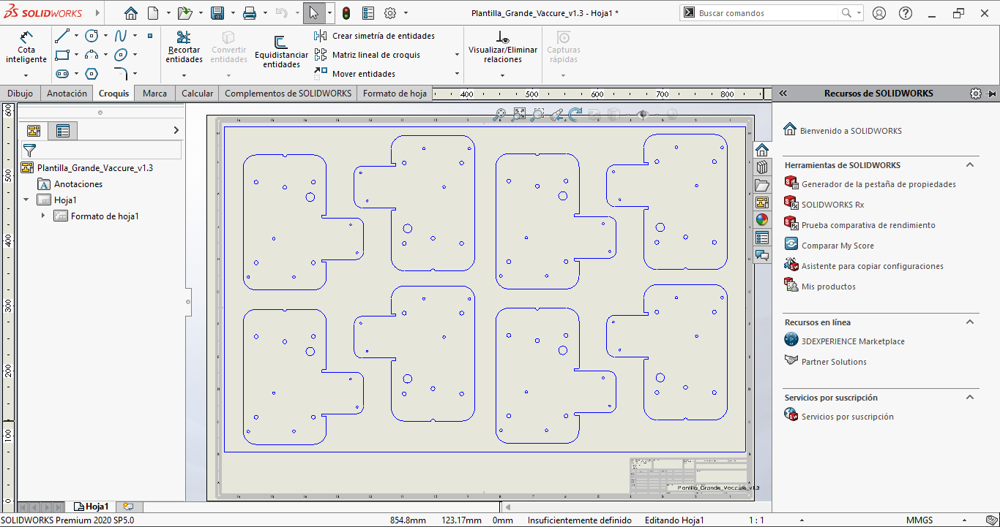 SOLIDWORKS
Plantilla_Grande_Vaccure_v1.3 - Hoja1 *
Buscar comandos
Cota inteligente
Recortar entidades
Convertir entidades
Equidistanciar entidades
Crear simetría de entidades
Matriz lineal de croquis
Mover entidades
Visualizar/Eliminar relaciones
Capturas rápidas
Dibujo
Anotación
Croquis
Marca
Calcular
Complementos de SOLIDWORKS
Formato de hoja
400
500
600
700
800
Recursos de SOLIDWORKS
600
500
400
300
200
100
0
Plantilla_Grande_Vaccure_v1.3
Anotaciones
Hoja1
Formato de hoja1
Bienvenido a SOLIDWORKS
Herramientas de SOLIDWORKS
Generador de la pestaña de propiedades
SOLIDWORKS Rx
Prueba comparativa de rendimiento
Comparar My Score
Asistente para copiar configuraciones
Mis productos
Recursos en línea
3DEXPERIENCE Marketplace
Partner Solutions
Servicios por suscripción
Servicios por suscripción
Plantilla_Grande_Vaccure_v1.3
Hoja1
SOLIDWORKS Premium 2020 SP5.0
854.8mm
123.17mm
0mm
Insuficientemente definido
Editando Hoja1
1 : 1
MMGS